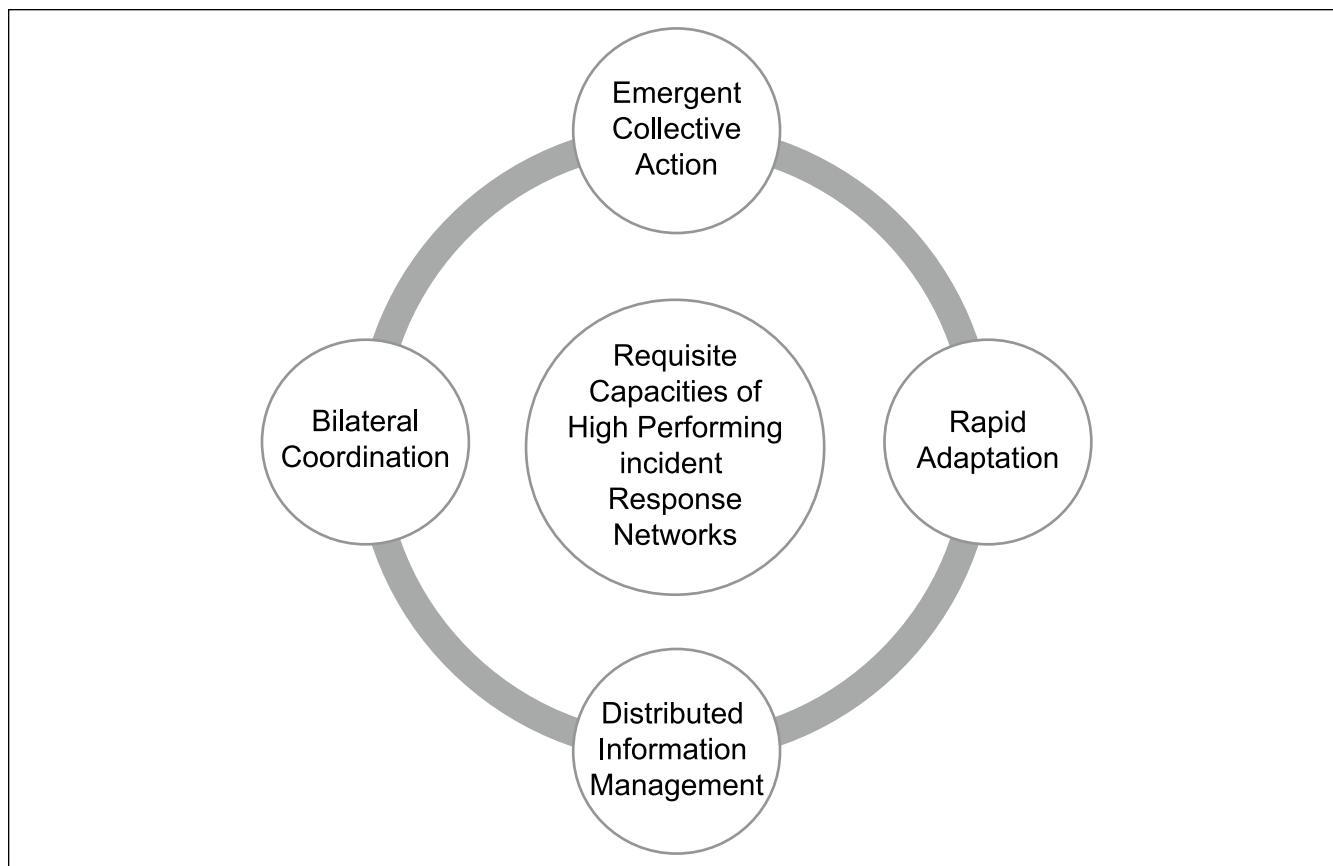 Emergent
Collective
Action
Bilateral
Coordination
Requisite
Capacities of
High Performing
incident
Response
Networks
Rapid
Adaptation
Distributed
Information
Management